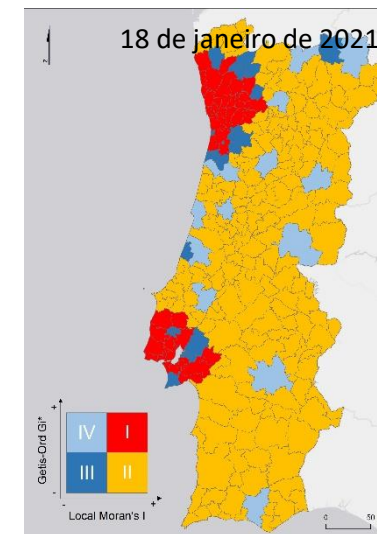 18 de janeiro de 2021
z
Getis-Ord Gi*
+
-
IV
I
III
II
-
+
Local Moran's I
0
50